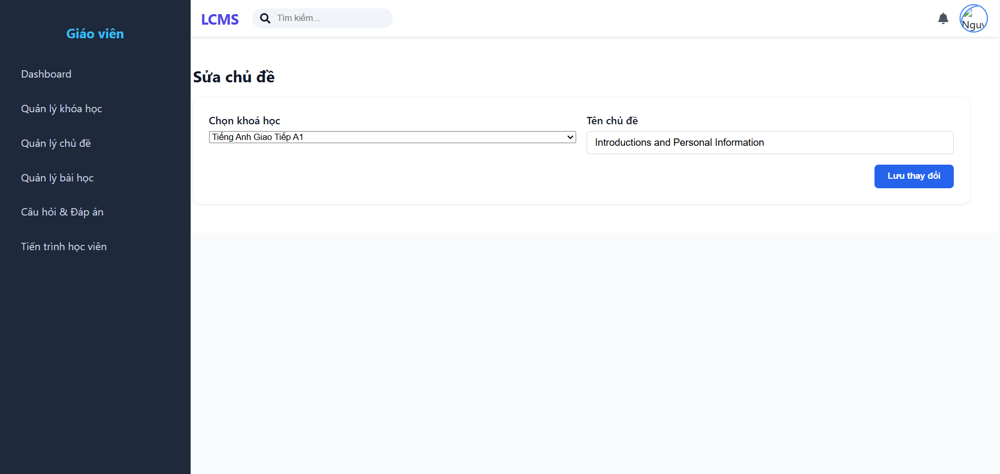 Giáo viên
Dashboard
Quản lý khóa học
Quản lý chủ đề
Quản lý bài học
Câu hỏi & Đáp án
Tiến trình học viên
LCMS
Tìm kiếm...
Nguy
Sửa chủ đề
Chọn khoá học
Tiếng Anh Giao Tiếp A1
Tên chủ đề
Introductions and Personal Information
Lưu thay đổi